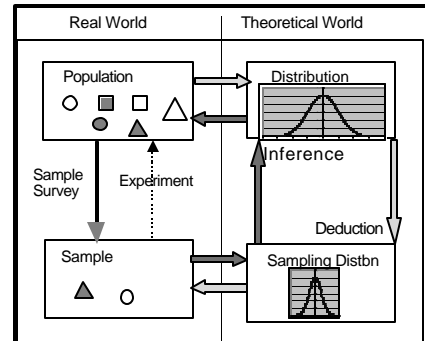 Real World
Theoretical World
Population
Distribution
Inference
Sample
Survey
Experiment
Deduction
Sample
Sampling Distbn